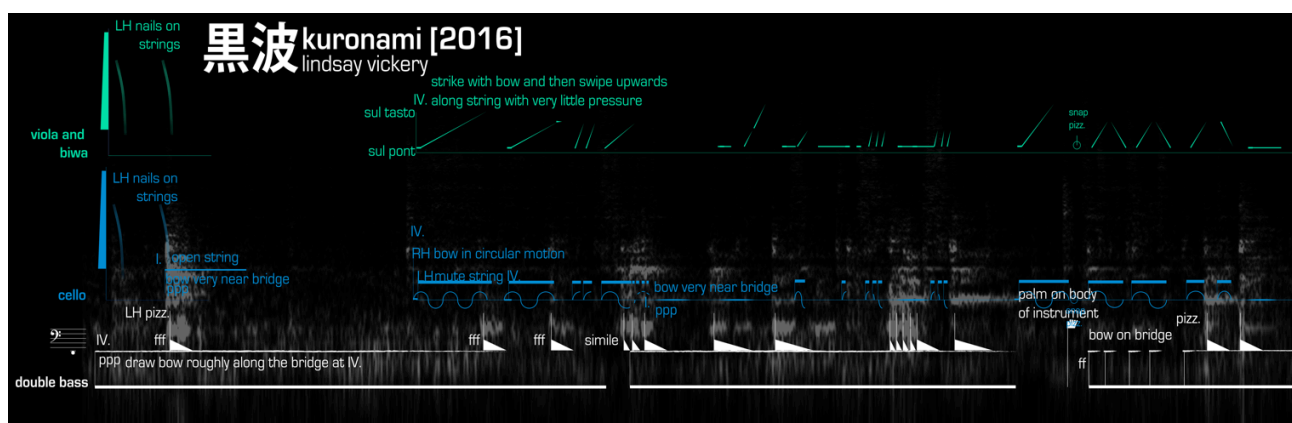 LH nails on
strings
黒波 kuronami [2016]
lindsay vickery
strike with bow and then swipe upwards
IV. along string with very little pressure
sul tasto
sul pont
snap
pizz.
viola and
biwa
LH nails on
strings
I. open string
bow very near bridge
ppp
cello
IV.
RH bow in circular motion
LH mute string IV.
bow very near bridge
ppp
palm on body
of instrument
LH pizz.
IV.
fff
fff
fff
simile
pizz.
bow on bridge
ff
ppp draw bow roughly along the bridge at IV.
double bass